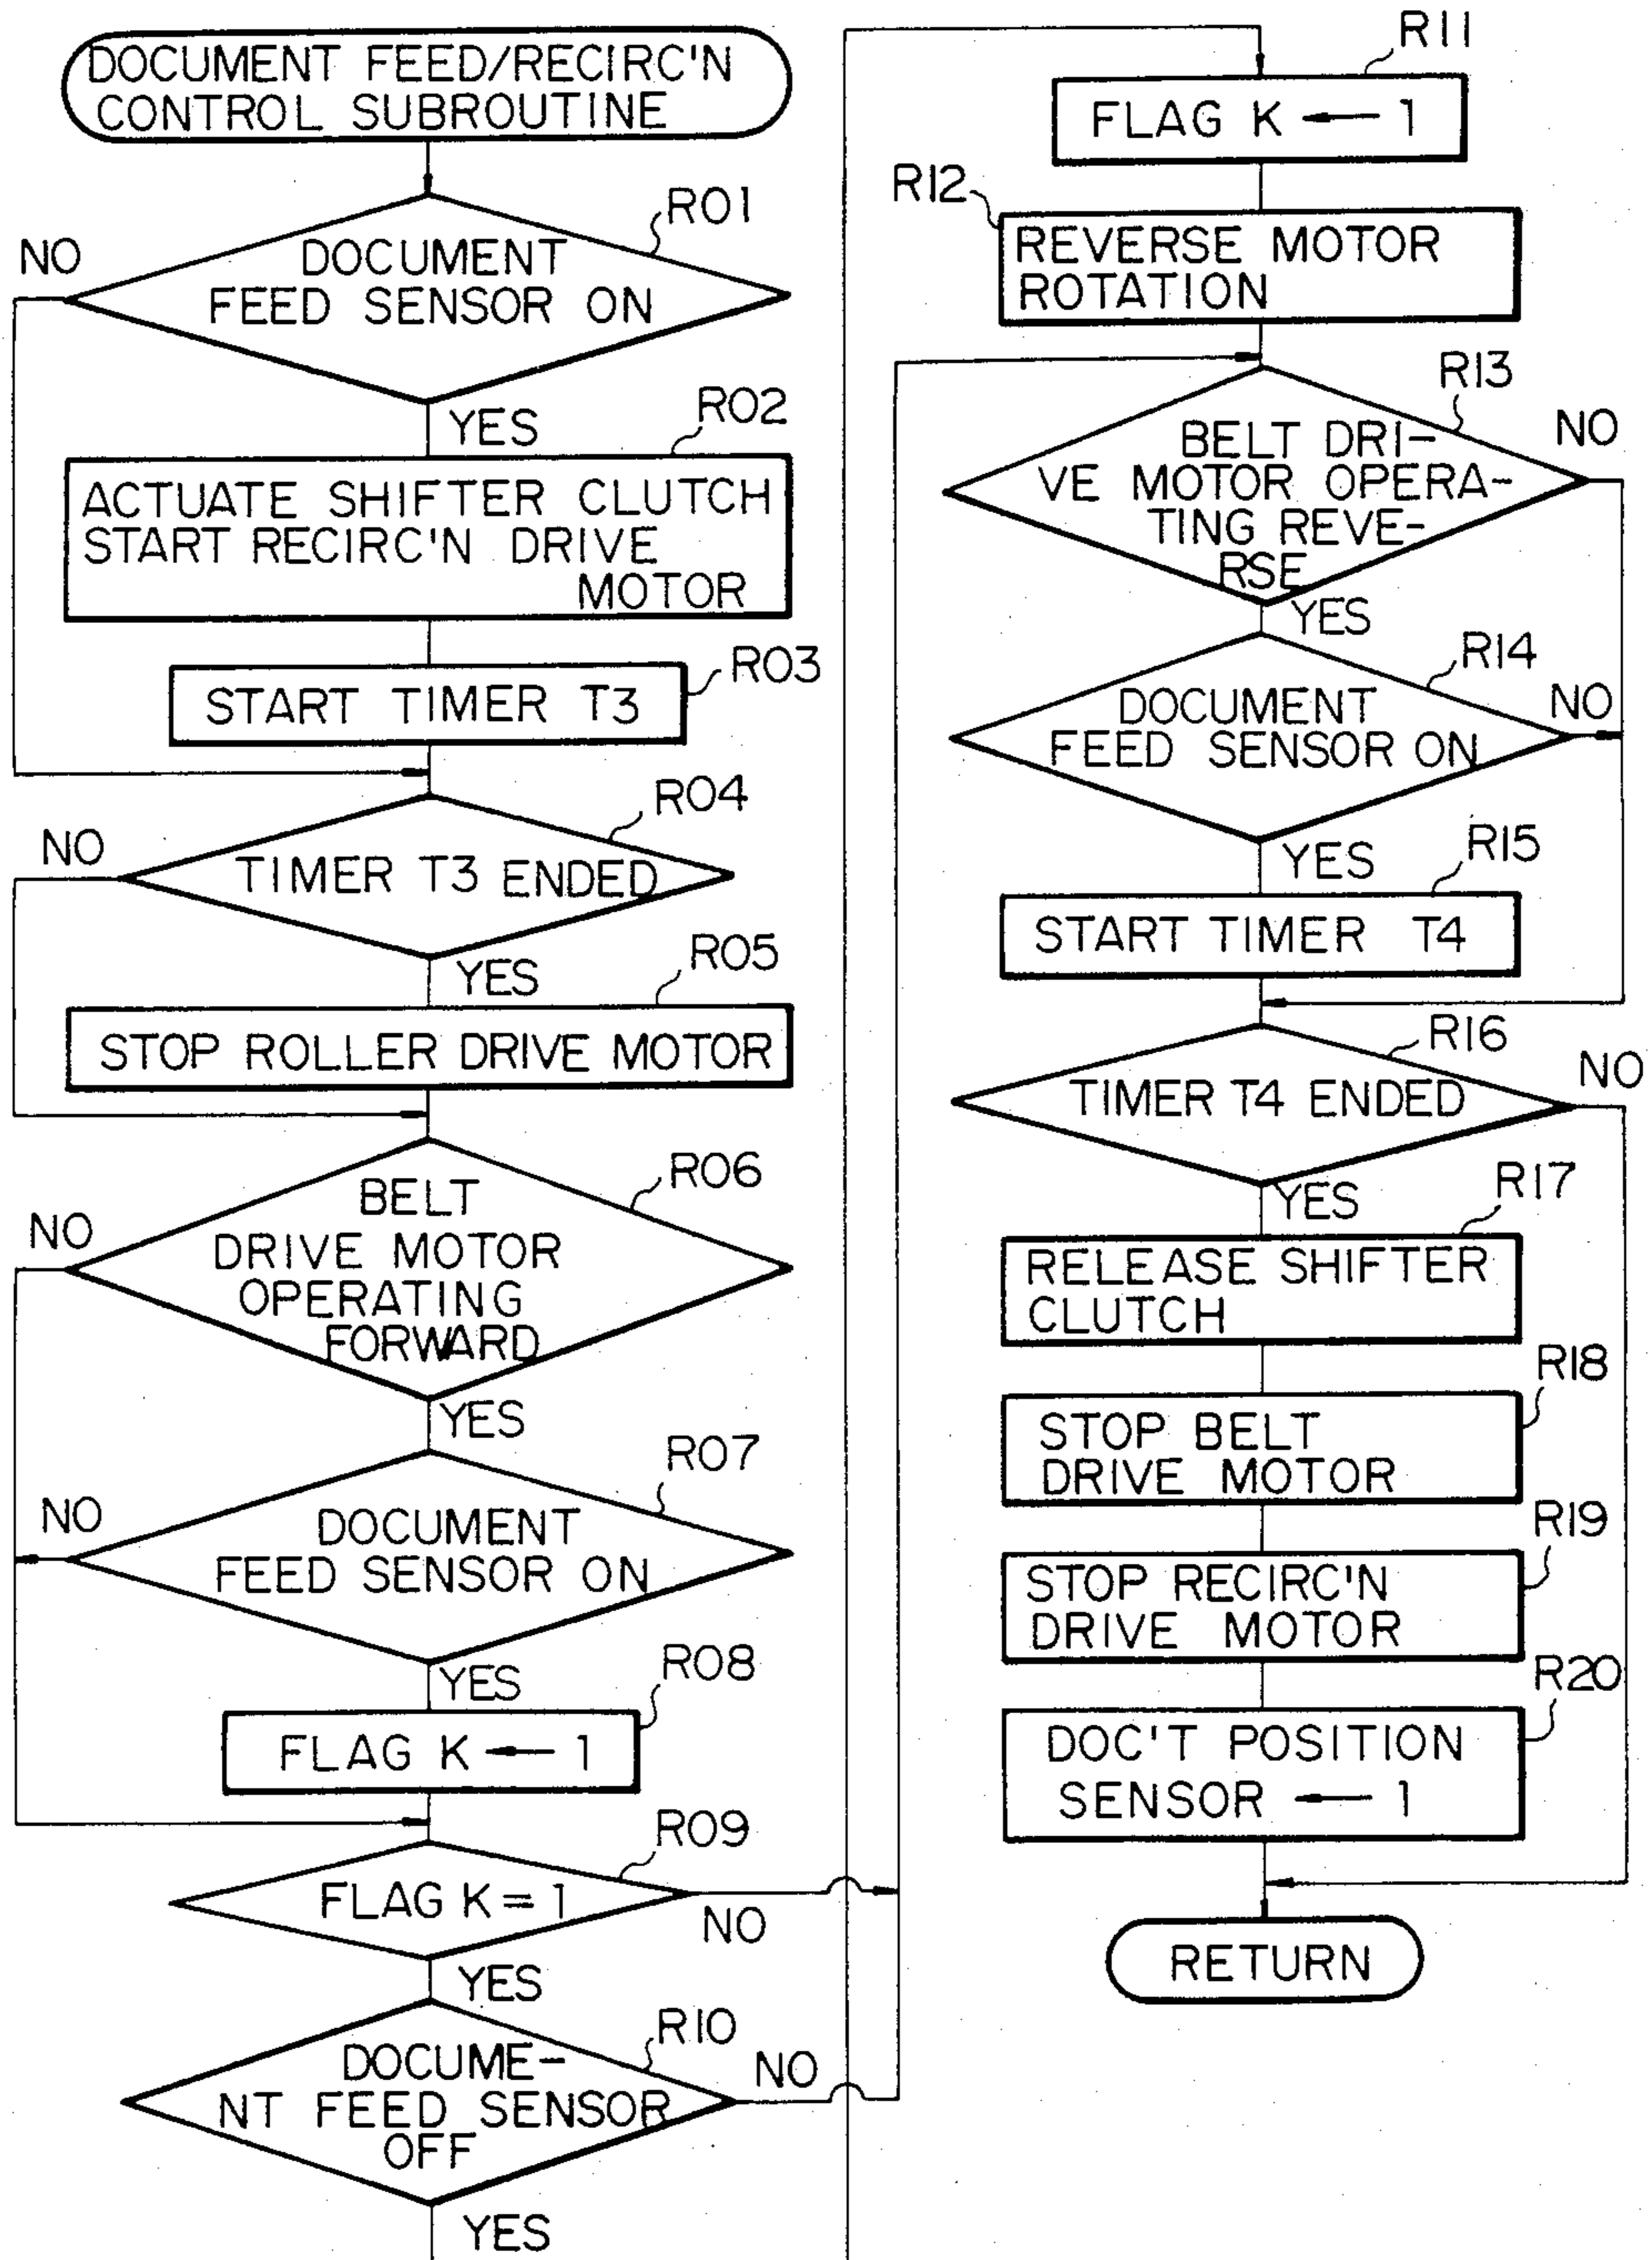 DOCUMENT FEED/RECIRC'N
CONTROL SUBROUTINE
R01
NO
DOCUMENT
FEED SENSOR ON
YES
R02
ACTUATE SHIFTER CLUTCH
START RECIRC'N DRIVE
MOTOR
R03
START TIMER T3
R04
NO
TIMER T3 ENDED
YES
R05
STOP ROLLER DRIVE MOTOR
R06
NO
BELT
DRIVE MOTOR
OPERATING
FORWARD
YES
R07
NO
DOCUMENT
FEED SENSOR ON
YES
R08
FLAG K ← 1
R09
FLAG K = 1
NO
YES
R10
NO
DOCUME-
NT FEED SENSOR
OFF
YES
R11
FLAG K ← 1
R12
REVERSE MOTOR
ROTATION
R13
NO
BELT DRI-
VE MOTOR OPERA-
TING REVE-
RSE
YES
R14
NO
DOCUMENT
FEED SENSOR ON
YES
R15
START TIMER T4
R16
NO
TIMER T4 ENDED
YES
R17
RELEASE SHIFTER
CLUTCH
R18
STOP BELT
DRIVE MOTOR
R19
STOP RECIRC'N
DRIVE MOTOR
R20
DOC'T POSITION
SENSOR ← 1
RETURN